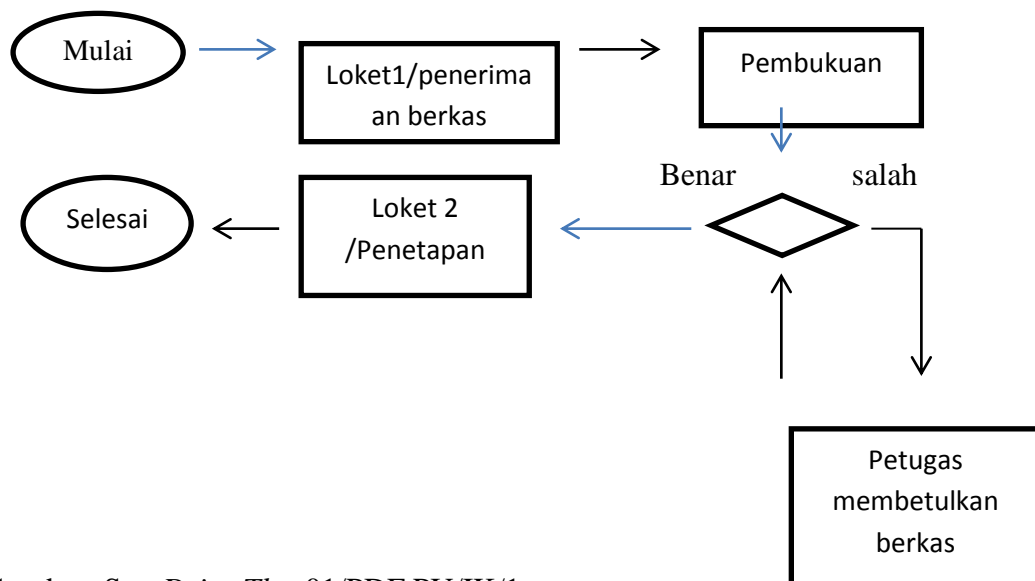 Mulai
Loket1/penerima
an berkas
Pembukuan
Benar
salah
Selesai
Loket 2
/Penetapan
Petugas
membetulkan
berkas